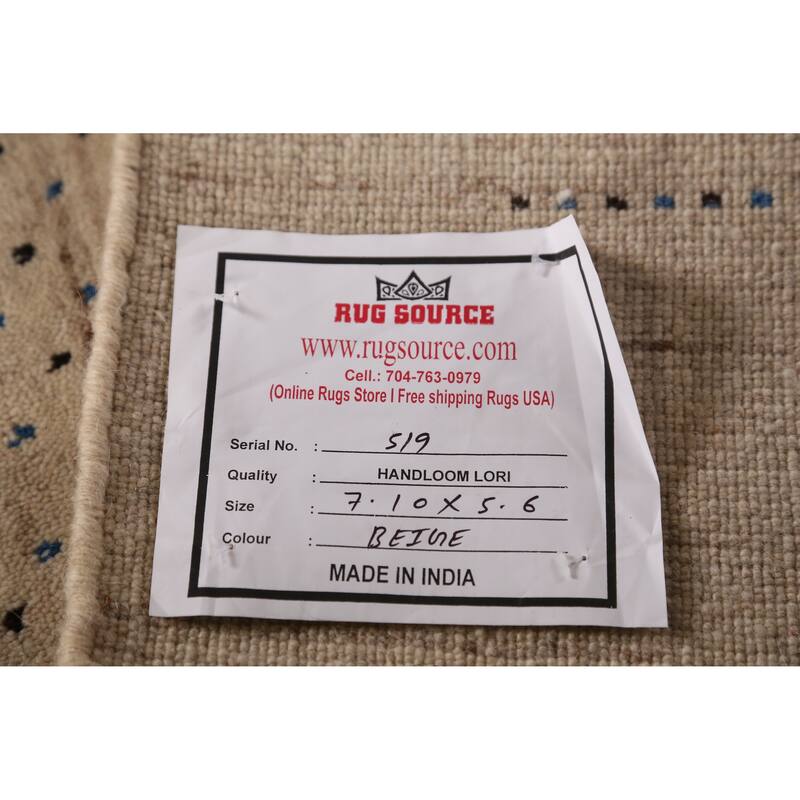 RUG SOURCE
www.rugsource.com
Cell.: 704-763-0979
(Online Rugs Store I Free shipping Rugs USA)
Serial No. : 519
Quality : HANDLOOM LORI
Size : 7.10 X 5.6
Colour : BEIGE
MADE IN INDIA